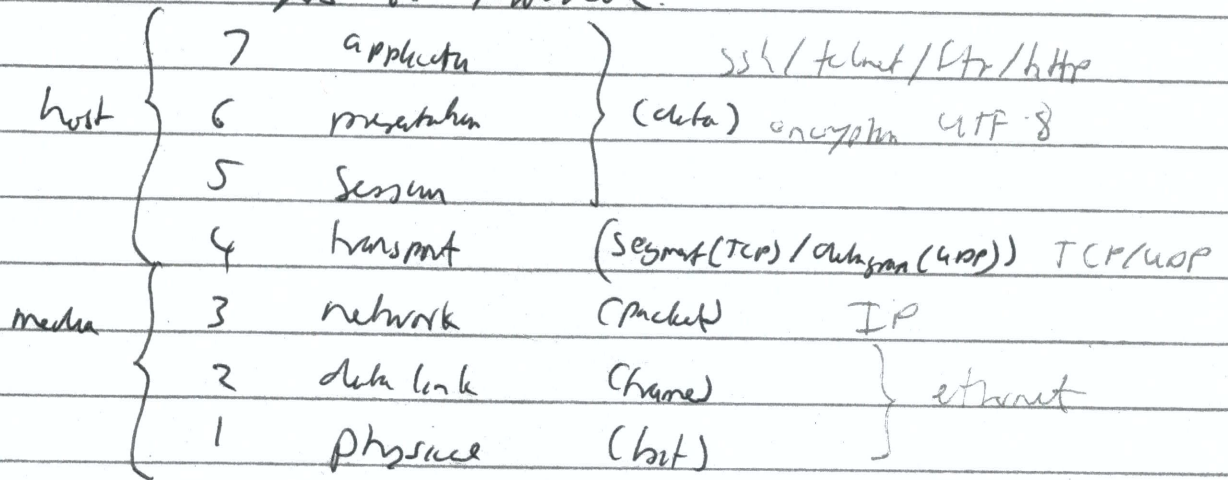 7 application ssh/telnet/ftp/http
host 6 presentation (data) encryption UTF-8
5 session
4 transport (segment(TCP)/datagram(UDP)) TCP/UDP
media 3 network (packet) IP
2 data link (frame) ethernet
1 physical (bit)